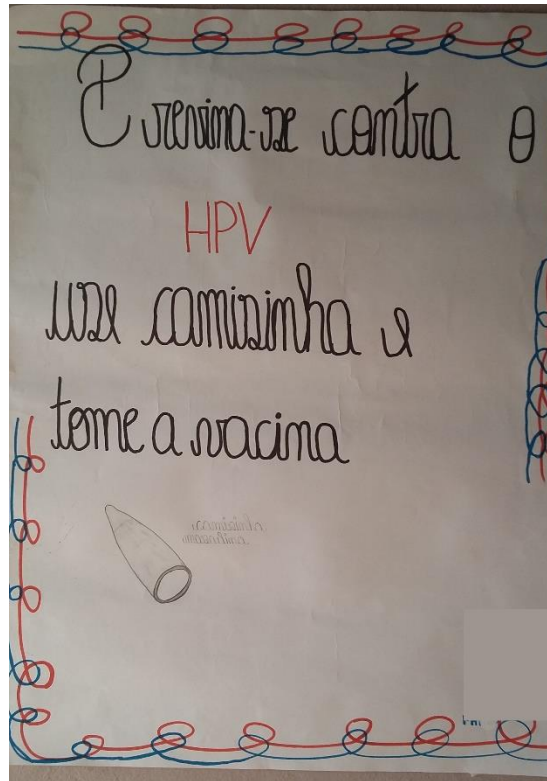 Previna-se contra o
HPV
use camisinha e
tome a vacina